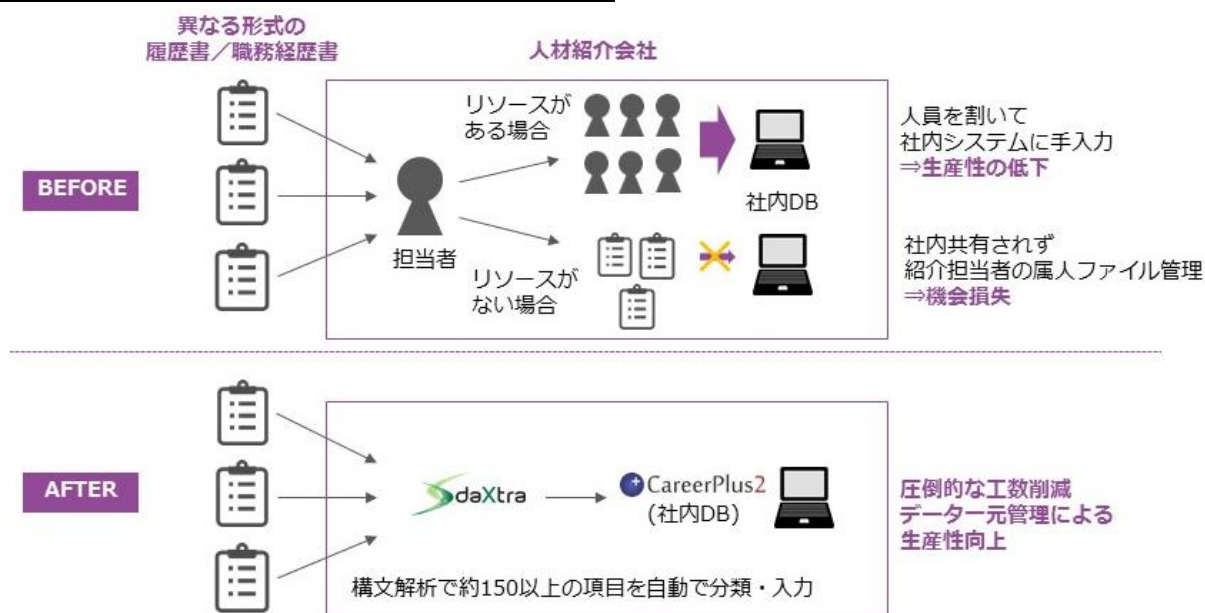 異なる形式の
履歴書／職務経歴書
人材紹介会社
BEFORE
担当者
リソースが
ある場合
社内DB
人員を割いて
社内システムに手入力
⇒生産性の低下
リソースが
ない場合
社内共有されず
紹介担当者の属人ファイル管理
⇒機会損失
AFTER
daXtra
CareerPlus2
(社内DB)
構文解析で約150以上の項目を自動で分類・入力
圧倒的な工数削減
データ一元管理による
生産性向上